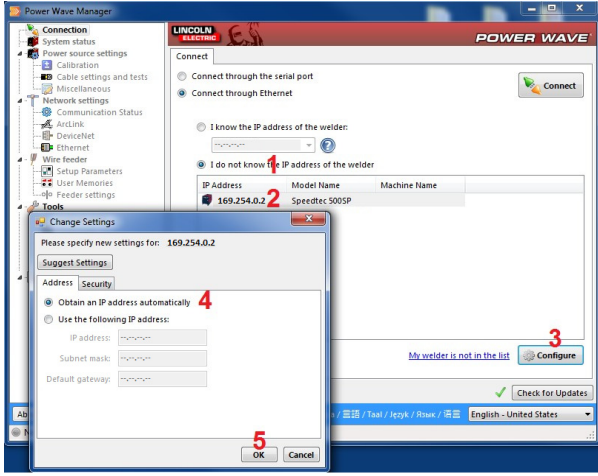 Power Wave Manager
Connection
System status
Power source settings
Calibration
Cable settings and tests
Miscellaneous
Network settings
Communication Status
ArcLink
DeviceNet
Ethernet
Wire feeder
Setup Parameters
User Memories
Feeder settings
Tools
LINCOLN
ELECTRIC
POWER WAVE
Connect
Connect through the serial port
Connect through Ethernet
Connect
I know the IP address of the welder:
--.--.--.--
?
I do not know the IP address of the welder
1
IP Address Model Name Machine Name
169.254.0.2 Speedtec 500SP
2
3
My welder is not in the list
Configure
Check for Updates
/ Taal / Język / Язык / 语言
English - United States
Change Settings
Please specify new settings for: 169.254.0.2
Suggest Settings
Address Security
Obtain an IP address automatically
4
Use the following IP address:
IP address: --.--.--.--
Subnet mask: --.--.--.--
Default gateway: --.--.--.--
5
OK Cancel
Ab
N